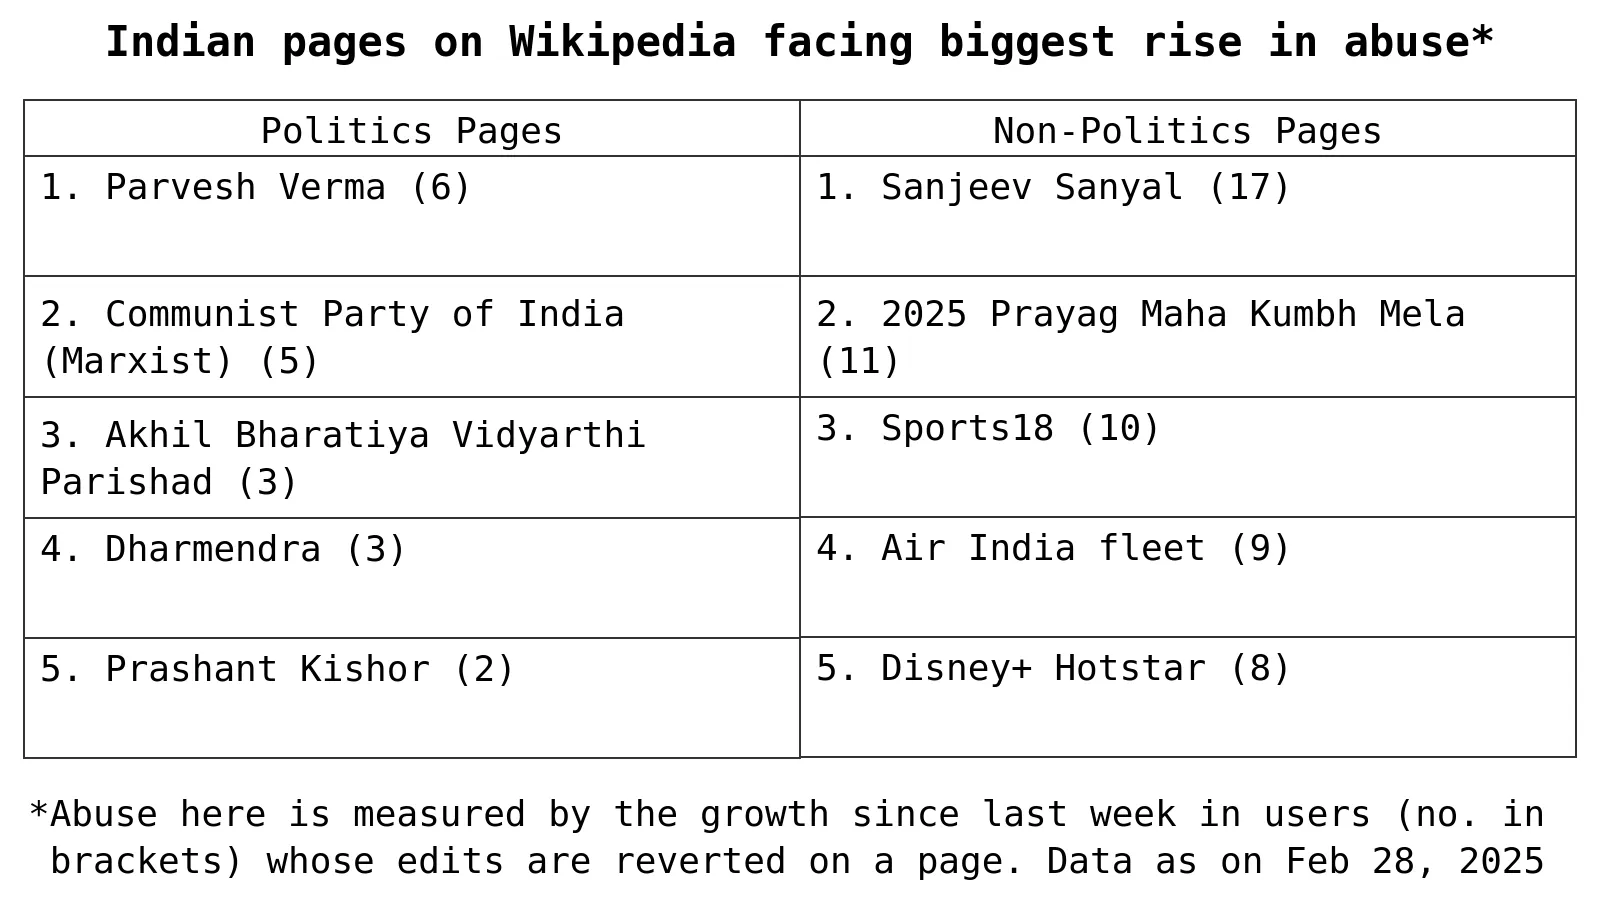 Indian pages on Wikipedia facing biggest rise in abuse*
Politics Pages
Non-Politics Pages
1. Parvesh Verma (6)
1. Sanjeev Sanyal (17)
2. Communist Party of India
(Marxist) (5)
2. 2025 Prayag Maha Kumbh Mela
(11)
3. Akhil Bharatiya Vidyarthi
Parishad (3)
3. Sports18 (10)
4. Dharmendra (3)
4. Air India fleet (9)
5. Prashant Kishor (2)
5. Disney+ Hotstar (8)
*Abuse here is measured by the growth since last week in users (no. in
brackets) whose edits are reverted on a page. Data as on Feb 28, 2025